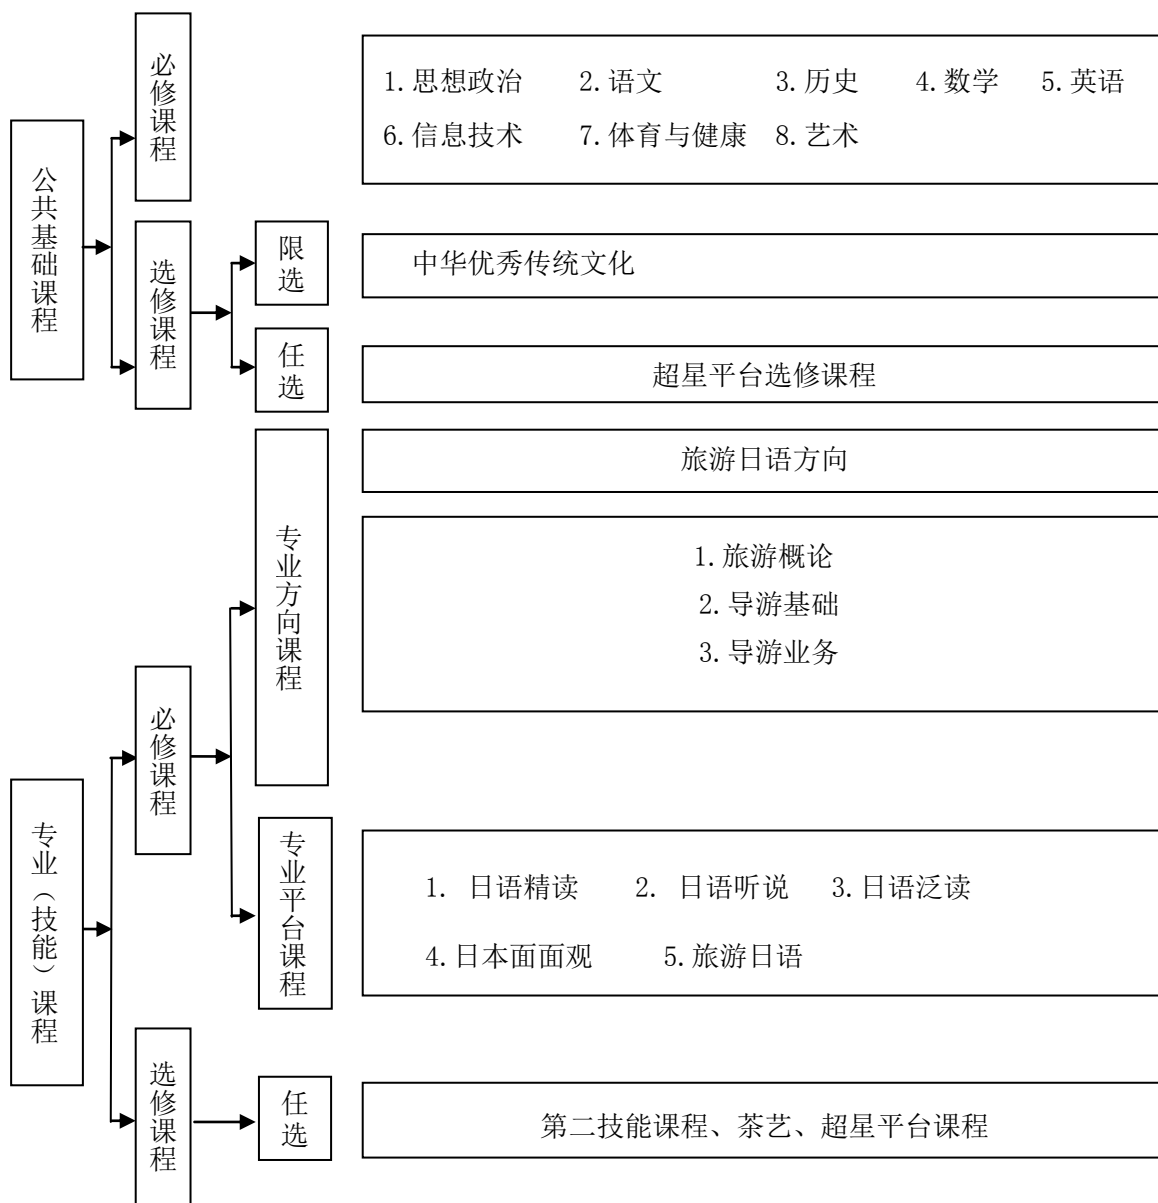 公共基础课程
必修课程
1.思想政治 2.语文 3.历史 4.数学 5.英语
6.信息技术 7.体育与健康 8.艺术
选修课程
限选
中华优秀传统文化
任选
超星平台选修课程
专业（技能）课程
必修课程
专业方向课程
旅游日语方向
1.旅游概论
2.导游基础
3.导游业务
专业平台课程
1. 日语精读 2. 日语听说 3.日语泛读
4.日本面面观 5.旅游日语
选修课程
任选
第二技能课程、茶艺、超星平台课程